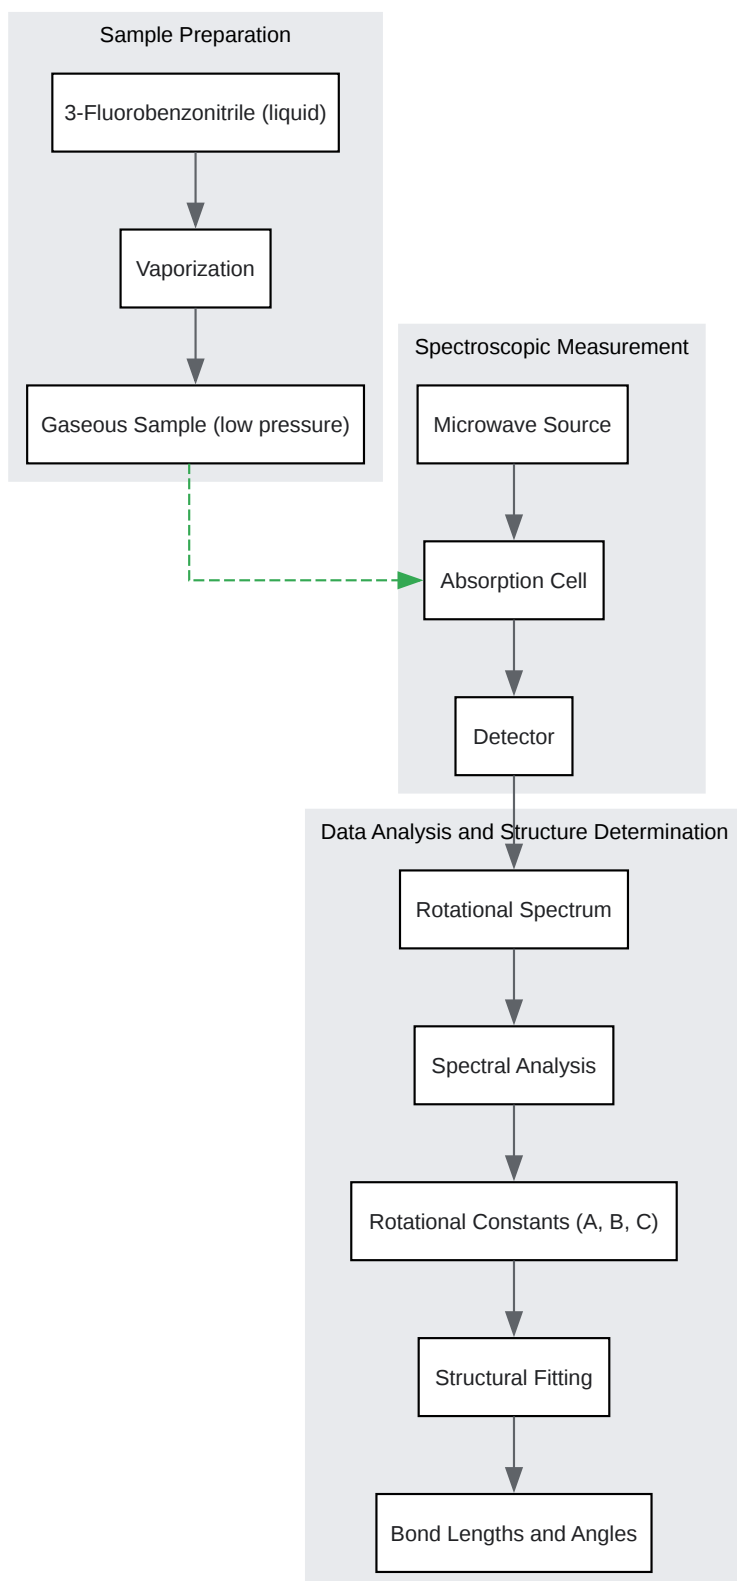 Sample Preparation
3-Fluorobenzonitrile (liquid)
Vaporization
Gaseous Sample (low pressure)
Spectroscopic Measurement
Microwave Source
Absorption Cell
Detector
Data Analysis and Structure Determination
Rotational Spectrum
Spectral Analysis
Rotational Constants (A, B, C)
Structural Fitting
Bond Lengths and Angles